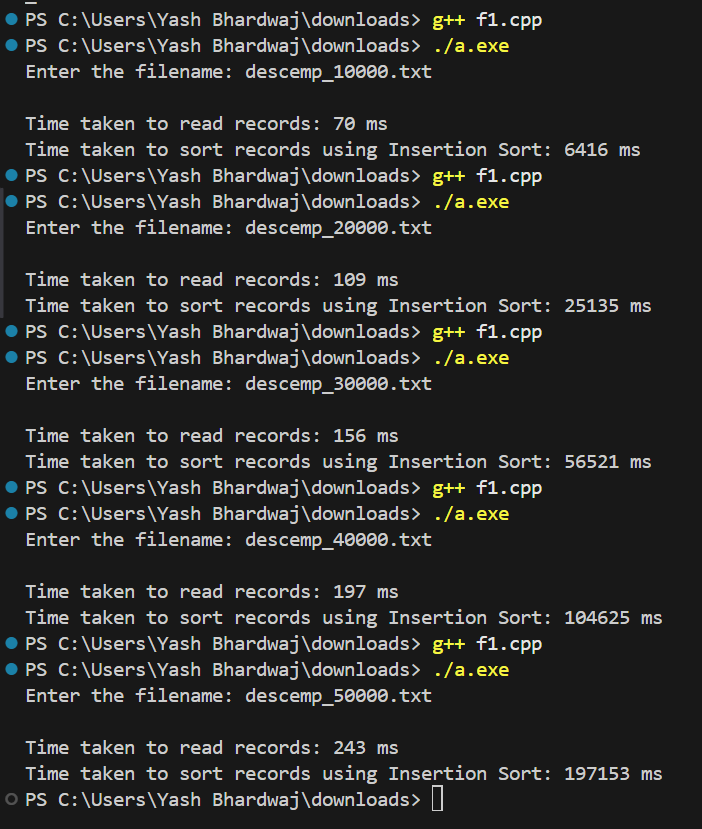 PS C:\Users\Yash Bhardwaj\downloads> g++ f1.cpp
PS C:\Users\Yash Bhardwaj\downloads> ./a.exe
Enter the filename: descemp_10000.txt
Time taken to read records: 70 ms
Time taken to sort records using Insertion Sort: 6416 ms
PS C:\Users\Yash Bhardwaj\downloads> g++ f1.cpp
PS C:\Users\Yash Bhardwaj\downloads> ./a.exe
Enter the filename: descemp_20000.txt
Time taken to read records: 109 ms
Time taken to sort records using Insertion Sort: 25135 ms
PS C:\Users\Yash Bhardwaj\downloads> g++ f1.cpp
PS C:\Users\Yash Bhardwaj\downloads> ./a.exe
Enter the filename: descemp_30000.txt
Time taken to read records: 156 ms
Time taken to sort records using Insertion Sort: 56521 ms
PS C:\Users\Yash Bhardwaj\downloads> g++ f1.cpp
PS C:\Users\Yash Bhardwaj\downloads> ./a.exe
Enter the filename: descemp_40000.txt
Time taken to read records: 197 ms
Time taken to sort records using Insertion Sort: 104625 ms
PS C:\Users\Yash Bhardwaj\downloads> g++ f1.cpp
PS C:\Users\Yash Bhardwaj\downloads> ./a.exe
Enter the filename: descemp_50000.txt
Time taken to read records: 243 ms
Time taken to sort records using Insertion Sort: 197153 ms
PS C:\Users\Yash Bhardwaj\downloads>